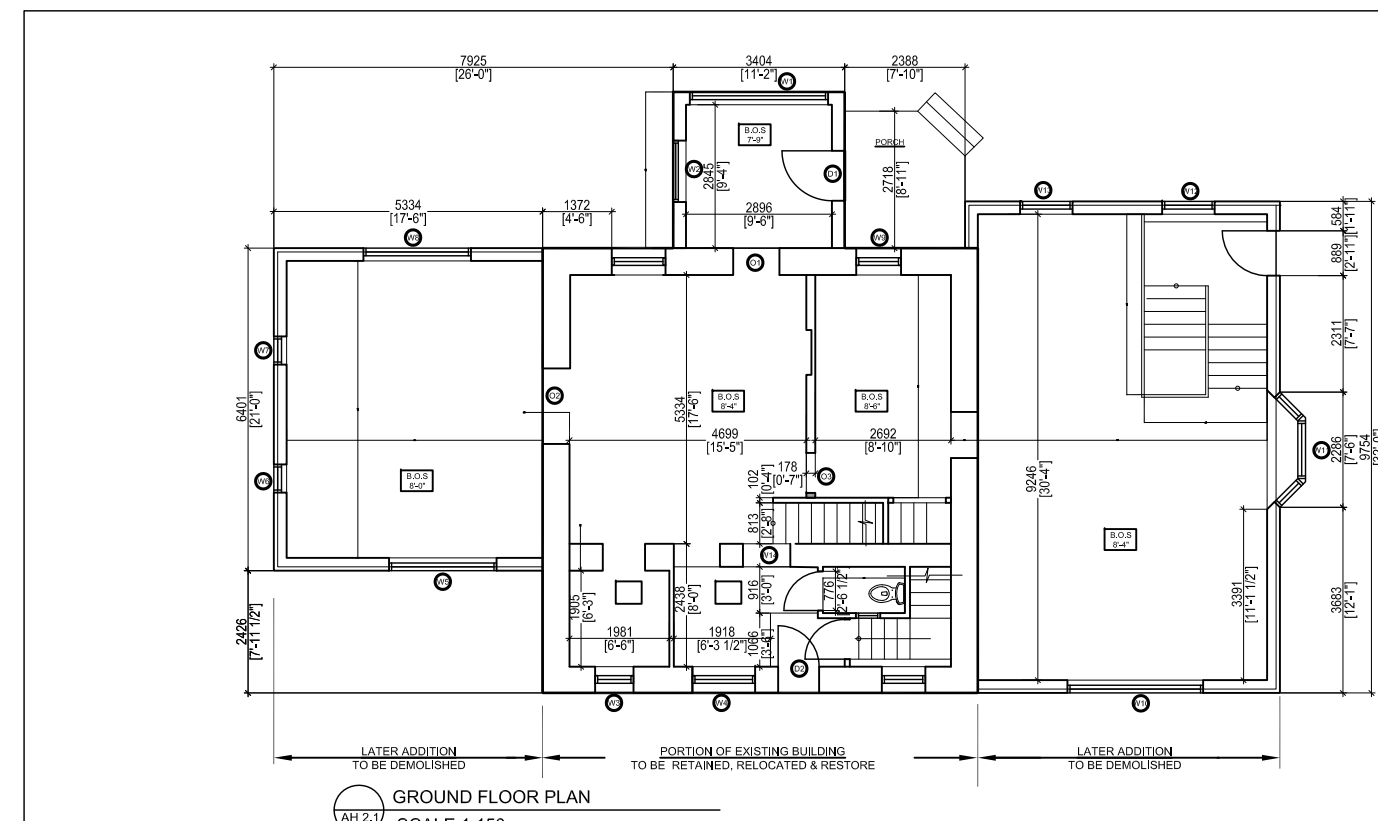 7925
[26'-0"]
3404
[11'-2"]
2388
[7'-10"]
W1
B.O.S
7'-9"
PORCH
W2
D1
2845
[9'-4"]
2718
[8'-11"]
2896
[9'-6"]
5334
[17'-6"]
1372
[4'-6"]
W13
W12
584
[1'-11"]
889
[2'-11"]
W8
W9
O1
2311
[7'-7"]
W7
O2
6401
[21'-0"]
5334
[17'-6"]
B.O.S
8'-4"
B.O.S
8'-6"
4699
[15'-5"]
2692
[8'-10"]
2286
[7'-6"]
9754
178
[0'-7"]
O3
102
[0'-4"]
W6
B.O.S
8'-0"
9246
[30'-4"]
813
[2'-8"]
B.O.S
8'-4"
W14
W5
1905
[6'-3"]
2438
[8'-0"]
916
[3'-0"]
776
2'-6 1/2"
3391
[11'-1 1/2"]
3683
[12'-1"]
2426
[7'-11 1/2"]
1981
[6'-6"]
1918
[6'-3 1/2"]
1066
[3'-6"]
D2
W3
W4
W10
LATER ADDITION
TO BE DEMOLISHED
PORTION OF EXISTING BUILDING
TO BE RETAINED, RELOCATED & RESTORE
LATER ADDITION
TO BE DEMOLISHED
GROUND FLOOR PLAN
AH 2.1